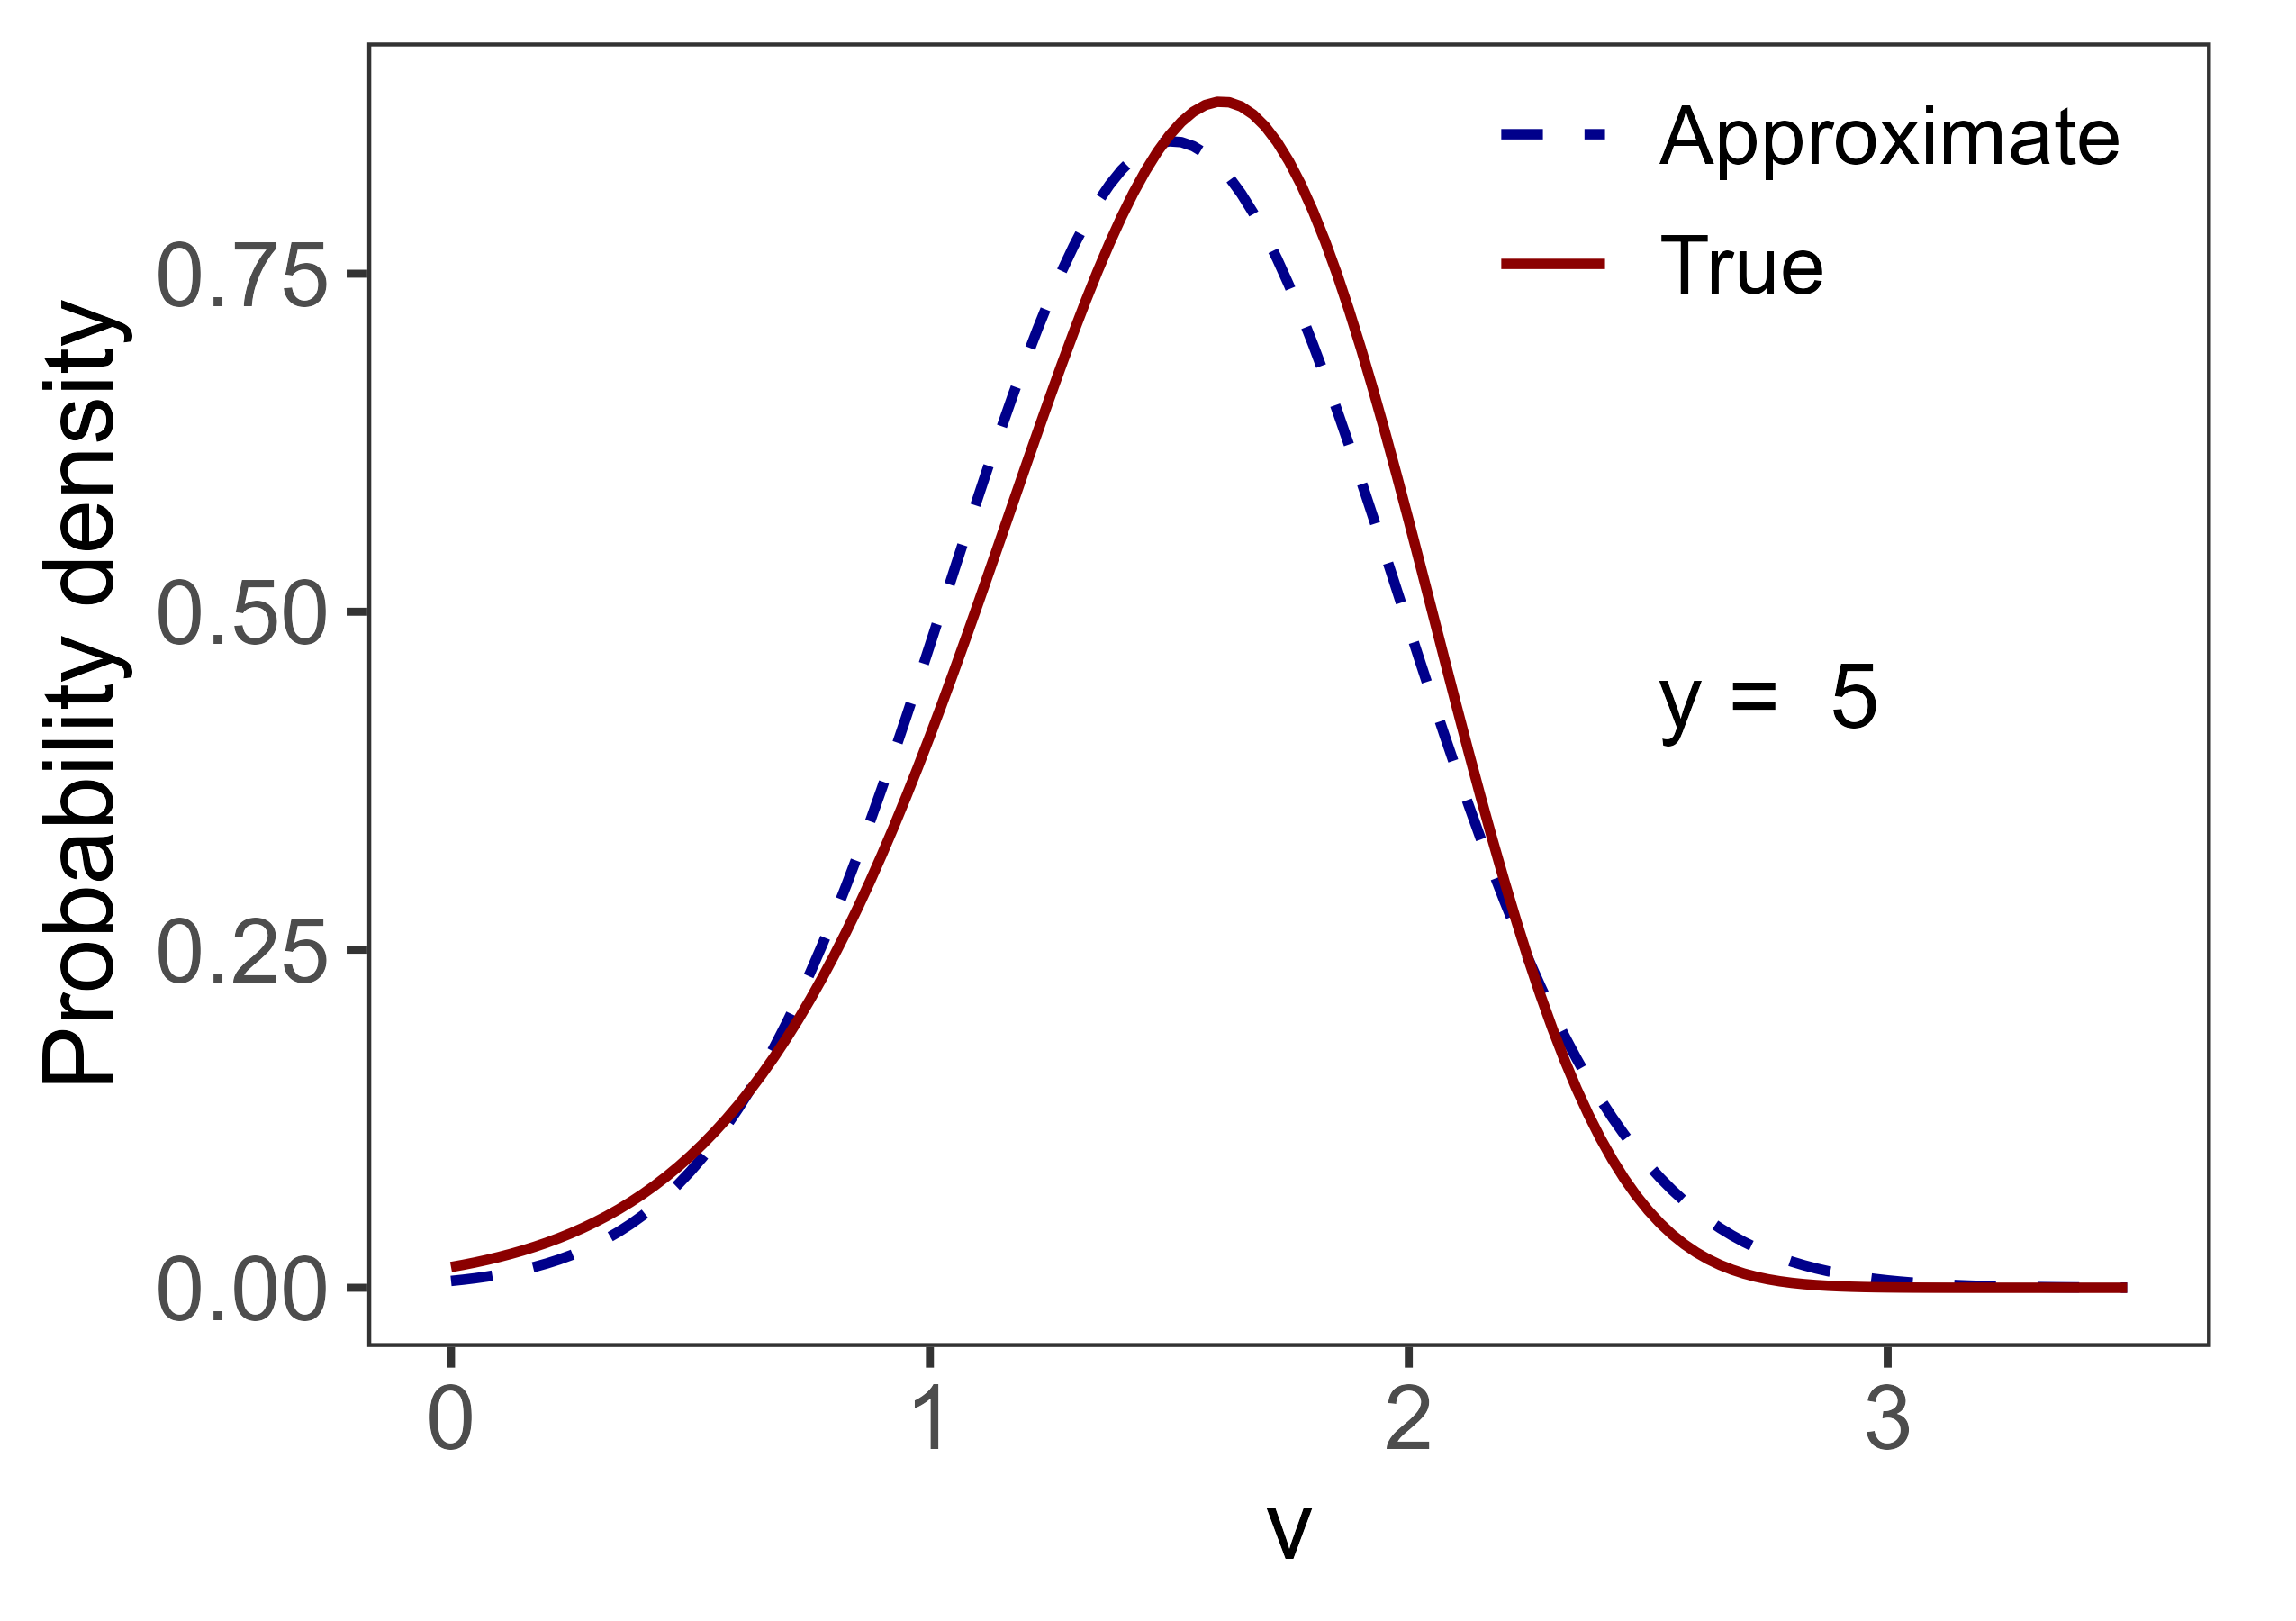 Approximate
True
y =  5
Probability density
0.75
0.50
0.25
0.00
0 1 2 3
v